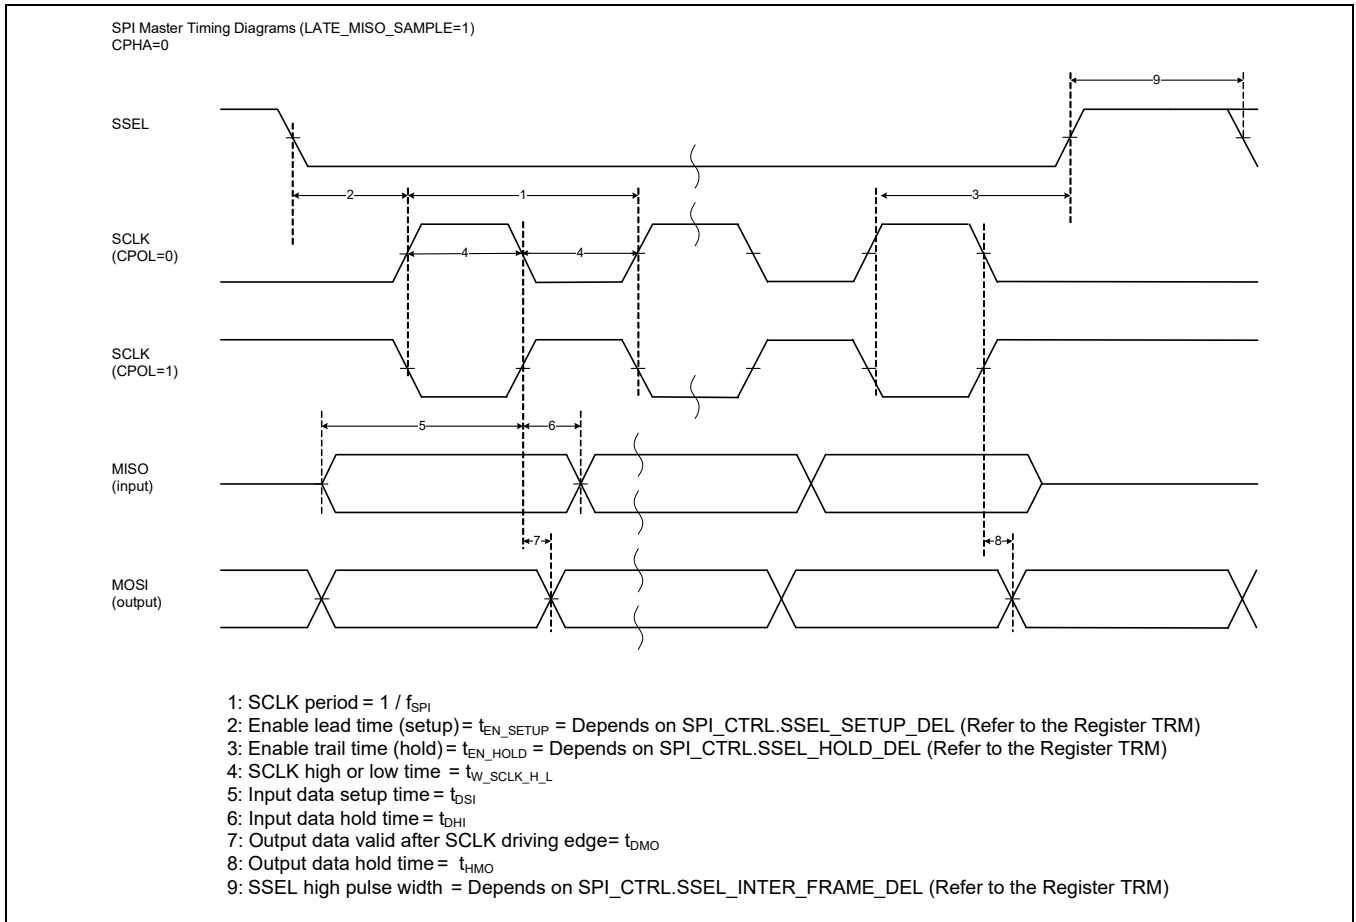 SPI Master Timing Diagrams (LATE_MISO_SAMPLE=1)
CPHA=0
9
SSEL
2
1
3
SCLK
(CPOL=0)
4
4
SCLK
(CPOL=1)
5
6
MISO
(input)
7
8
MOSI
(output)
1: SCLK period = 1 / fSPI
2: Enable lead time (setup) = tEN_SETUP = Depends on SPI_CTRL.SSEL_SETUP_DEL (Refer to the Register TRM)
3: Enable trail time (hold) = tEN_HOLD = Depends on SPI_CTRL.SSEL_HOLD_DEL (Refer to the Register TRM)
4: SCLK high or low time = tW_SCLK_H_L
5: Input data setup time = tDSI
6: Input data hold time = tDHI
7: Output data valid after SCLK driving edge= tDMO
8: Output data hold time = tHMO
9: SSEL high pulse width = Depends on SPI_CTRL.SSEL_INTER_FRAME_DEL (Refer to the Register TRM)